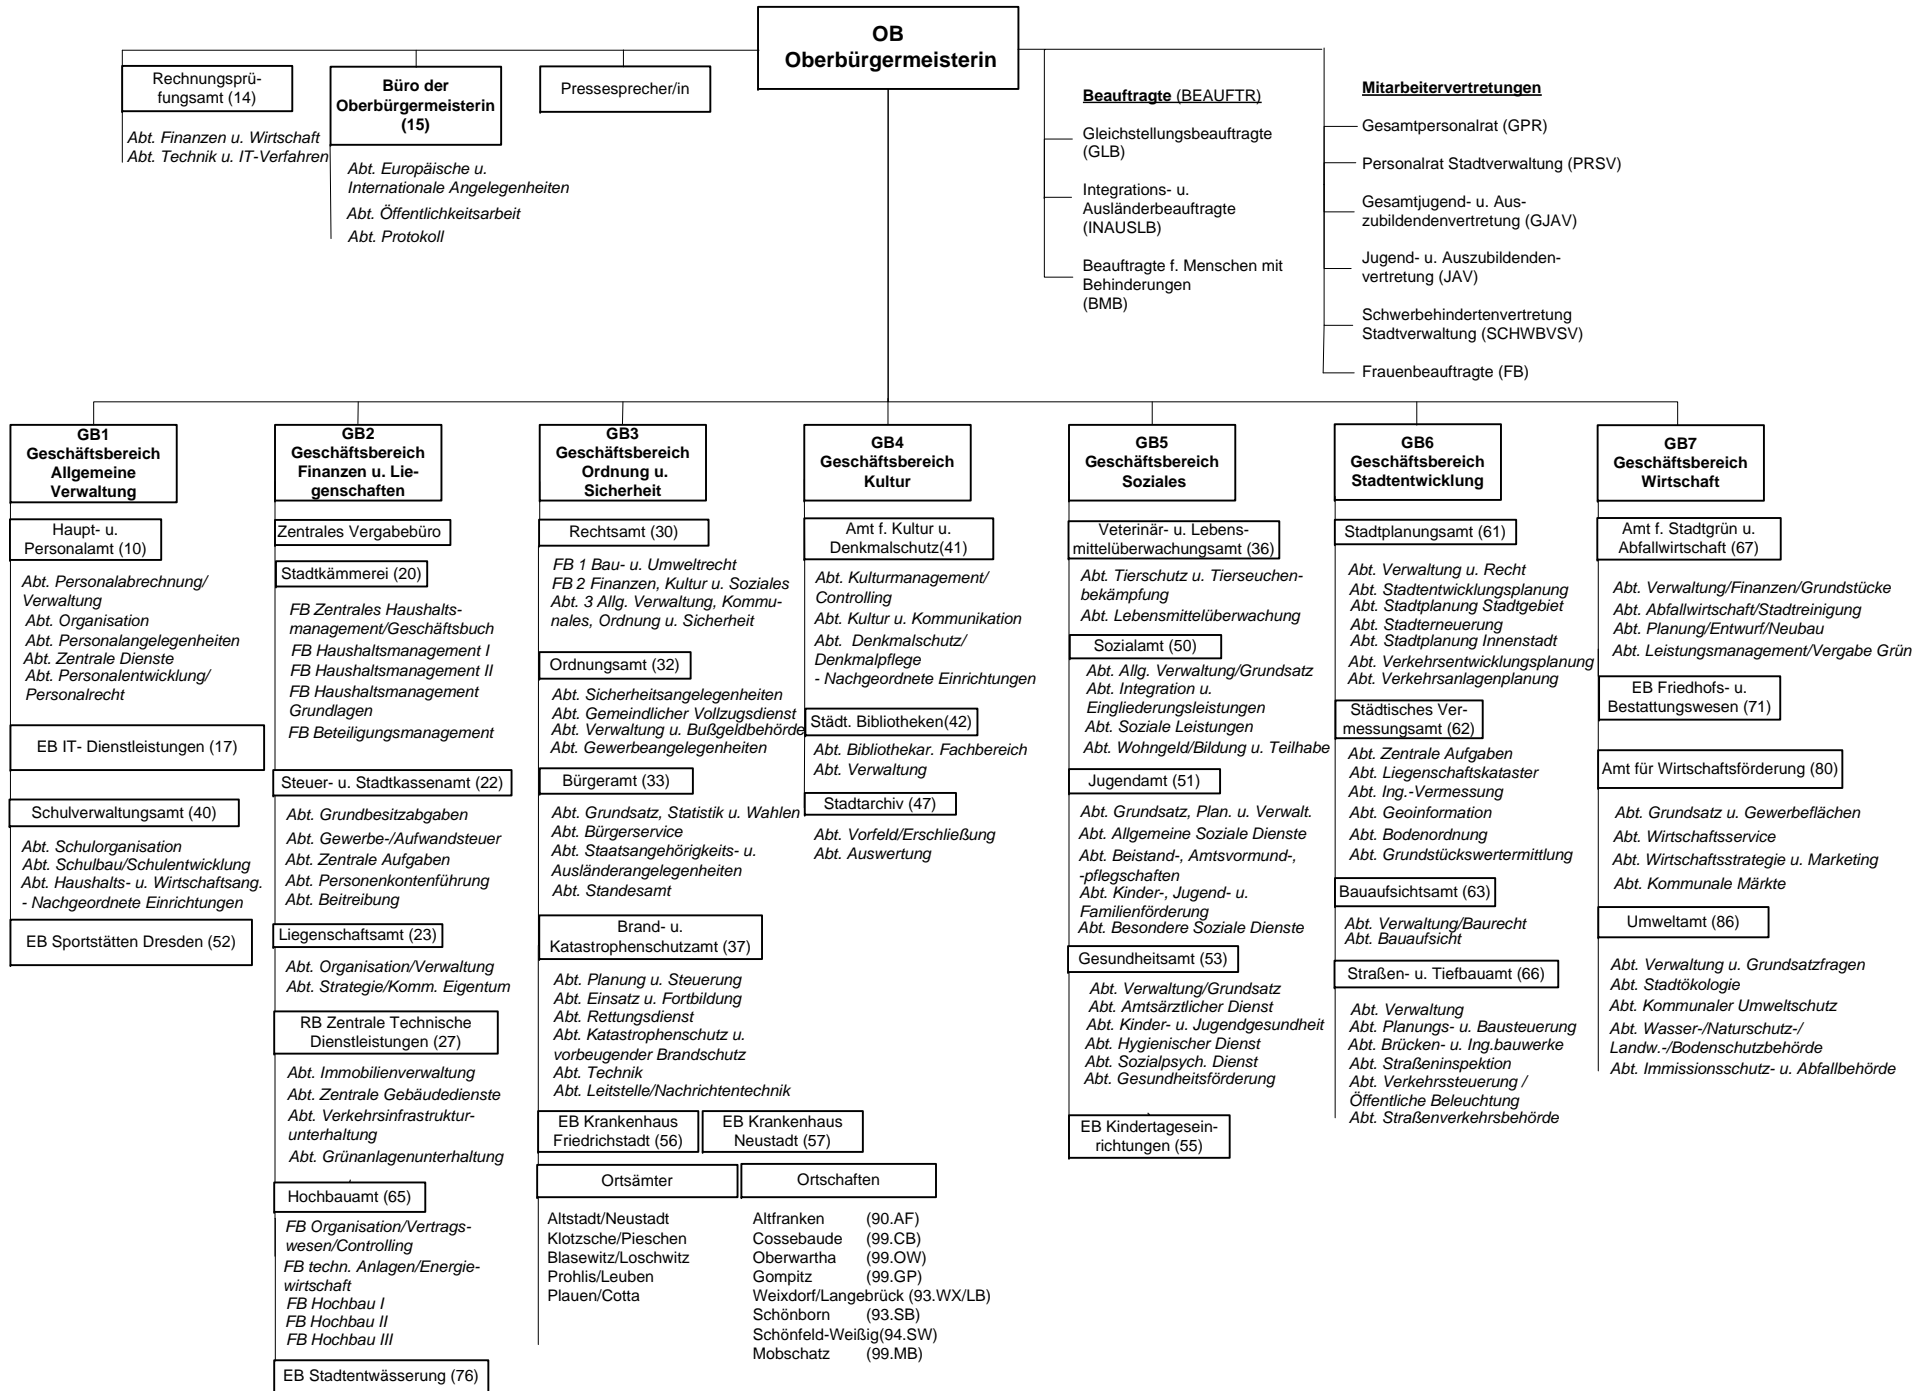 OB
Oberbürgermeisterin
Rechnungsprü-
fungsamt (14)
Abt. Finanzen u. Wirtschaft
Abt. Technik u. IT-Verfahren
Büro der
Oberbürgermeisterin
(15)
Abt. Europäische u.
Internationale Angelegenheiten
Abt. Öffentlichkeitsarbeit
Abt. Protokoll
Pressesprecher/in
Beauftragte (BEAUFTR)
Gleichstellungsbeauftragte
(GLB)
Integrations- u.
Ausländerbeauftragte
(INAUSLB)
Beauftragte f. Menschen mit
Behinderungen
(BMB)
Mitarbeitervertretungen
Gesamtpersonalrat (GPR)
Personalrat Stadtverwaltung (PRSV)
Gesamtjugend- u. Aus-
zubildendenvertretung (GJAV)
Jugend- u. Auszubildenden-
vertretung (JAV)
Schwerbehindertenvertretung
Stadtverwaltung (SCHWBVSV)
Frauenbeauftragte (FB)
GB1
Geschäftsbereich
Allgemeine
Verwaltung
Haupt- u.
Personalamt (10)
Abt. Personalabrechnung/
Verwaltung
Abt. Organisation
Abt. Personalangelegenheiten
Abt. Zentrale Dienste
Abt. Personalentwicklung/
Personalrecht
EB IT- Dienstleistungen (17)
Schulverwaltungsamt (40)
Abt. Schulorganisation
Abt. Schulbau/Schulentwicklung
Abt. Haushalts- u. Wirtschaftsang.
- Nachgeordnete Einrichtungen
EB Sportstätten Dresden (52)
GB2
Geschäftsbereich
Finanzen u. Lie-
genschaften
Zentrales Vergabebüro
Stadtkämmerei (20)
FB Zentrales Haushalts-
management/Geschäftsbuch
FB Haushaltsmanagement I
FB Haushaltsmanagement II
FB Haushaltsmanagement
Grundlagen
FB Beteiligungsmanagement
Steuer- u. Stadtkassenamt (22)
Abt. Grundbesitzabgaben
Abt. Gewerbe-/Aufwandsteuer
Abt. Zentrale Aufgaben
Abt. Personenkontenführung
Abt. Beitreibung
Liegenschaftsamt (23)
Abt. Organisation/Verwaltung
Abt. Strategie/Komm. Eigentum
RB Zentrale Technische
Dienstleistungen (27)
Abt. Immobilienverwaltung
Abt. Zentrale Gebäudedienste
Abt. Verkehrsinfrastruktur-
unterhaltung
Abt. Grünanlagenunterhaltung
Hochbauamt (65)
FB Organisation/Vertrags-
wesen/Controlling
FB techn. Anlagen/Energie-
wirtschaft
FB Hochbau I
FB Hochbau II
FB Hochbau III
EB Stadtentwässerung (76)
GB3
Geschäftsbereich
Ordnung u.
Sicherheit
Rechtsamt (30)
FB 1 Bau- u. Umweltrecht
FB 2 Finanzen, Kultur u. Soziales
Abt. 3 Allg. Verwaltung, Kommu-
nales, Ordnung u. Sicherheit
Ordnungsamt (32)
Abt. Sicherheitsangelegenheiten
Abt. Gemeindlicher Vollzugsdienst
Abt. Verwaltung u. Bußgeldbehörde
Abt. Gewerbeangelegenheiten
Bürgeramt (33)
Abt. Grundsatz, Statistik u. Wahlen
Abt. Bürgerservice
Abt. Staatsangehörigkeits- u.
Ausländerangelegenheiten
Abt. Standesamt
Brand- u.
Katastrophenschutzamt (37)
Abt. Planung u. Steuerung
Abt. Einsatz u. Fortbildung
Abt. Rettungsdienst
Abt. Katastrophenschutz u.
vorbeugender Brandschutz
Abt. Technik
Abt. Leitstelle/Nachrichtentechnik
EB Krankenhaus
Friedrichstadt (56)
EB Krankenhaus
Neustadt (57)
Ortsämter
Altstadt/Neustadt
Klotzsche/Pieschen
Blasewitz/Loschwitz
Prohlis/Leuben
Plauen/Cotta
Ortschaften
Altfranken (90.AF)
Cossebaude (99.CB)
Oberwartha (99.OW)
Gompitz (99.GP)
Weixdorf/Langebrück (93.WX/LB)
Schönborn (93.SB)
Schönfeld-Weißig(94.SW)
Mobschatz (99.MB)
GB4
Geschäftsbereich
Kultur
Amt f. Kultur u.
Denkmalschutz(41)
Abt. Kulturmanagement/
Controlling
Abt. Kultur u. Kommunikation
Abt. Denkmalschutz/
Denkmalpflege
- Nachgeordnete Einrichtungen
Städt. Bibliotheken(42)
Abt. Bibliothekar. Fachbereich
Abt. Verwaltung
Stadtarchiv (47)
Abt. Vorfeld/Erschließung
Abt. Auswertung
GB5
Geschäftsbereich
Soziales
Veterinär- u. Lebens-
mittelüberwachungsamt (36)
Abt. Tierschutz u. Tierseuchen-
bekämpfung
Abt. Lebensmittelüberwachung
Sozialamt (50)
Abt. Allg. Verwaltung/Grundsatz
Abt. Integration u.
Eingliederungsleistungen
Abt. Soziale Leistungen
Abt. Wohngeld/Bildung u. Teilhabe
Jugendamt (51)
Abt. Grundsatz, Plan. u. Verwalt.
Abt. Allgemeine Soziale Dienste
Abt. Beistand-, Amtsvormund-,
-pflegschaften
Abt. Kinder-, Jugend- u.
Familienförderung
Abt. Besondere Soziale Dienste
Gesundheitsamt (53)
Abt. Verwaltung/Grundsatz
Abt. Amtsärztlicher Dienst
Abt. Kinder- u. Jugendgesundheit
Abt. Hygienischer Dienst
Abt. Sozialpsych. Dienst
Abt. Gesundheitsförderung
EB Kindertagesein-
richtungen (55)
GB6
Geschäftsbereich
Stadtentwicklung
Stadtplanungsamt (61)
Abt. Verwaltung u. Recht
Abt. Stadtentwicklungsplanung
Abt. Stadtplanung Stadtgebiet
Abt. Stadterneuerung
Abt. Stadtplanung Innenstadt
Abt. Verkehrsentwicklungsplanung
Abt. Verkehrsanlagenplanung
Städtisches Ver-
messungsamt (62)
Abt. Zentrale Aufgaben
Abt. Liegenschaftskataster
Abt. Ing.-Vermessung
Abt. Geoinformation
Abt. Bodenordnung
Abt. Grundstückswertermittlung
Bauaufsichtsamt (63)
Abt. Verwaltung/Baurecht
Abt. Bauaufsicht
Straßen- u. Tiefbauamt (66)
Abt. Verwaltung
Abt. Planungs- u. Bausteuerung
Abt. Brücken- u. Ing.bauwerke
Abt. Straßeninspektion
Abt. Verkehrssteuerung /
Öffentliche Beleuchtung
Abt. Straßenverkehrsbehörde
GB7
Geschäftsbereich
Wirtschaft
Amt f. Stadtgrün u.
Abfallwirtschaft (67)
Abt. Verwaltung/Finanzen/Grundstücke
Abt. Abfallwirtschaft/Stadtreinigung
Abt. Planung/Entwurf/Neubau
Abt. Leistungsmanagement/Vergabe Grün
EB Friedhofs- u.
Bestattungswesen (71)
Amt für Wirtschaftsförderung (80)
Abt. Grundsatz u. Gewerbeflächen
Abt. Wirtschaftsservice
Abt. Wirtschaftsstrategie u. Marketing
Abt. Kommunale Märkte
Umweltamt (86)
Abt. Verwaltung u. Grundsatzfragen
Abt. Stadtökologie
Abt. Kommunaler Umweltschutz
Abt. Wasser-/Naturschutz-/
Landw.-/Bodenschutzbehörde
Abt. Immissionsschutz- u. Abfallbehörde